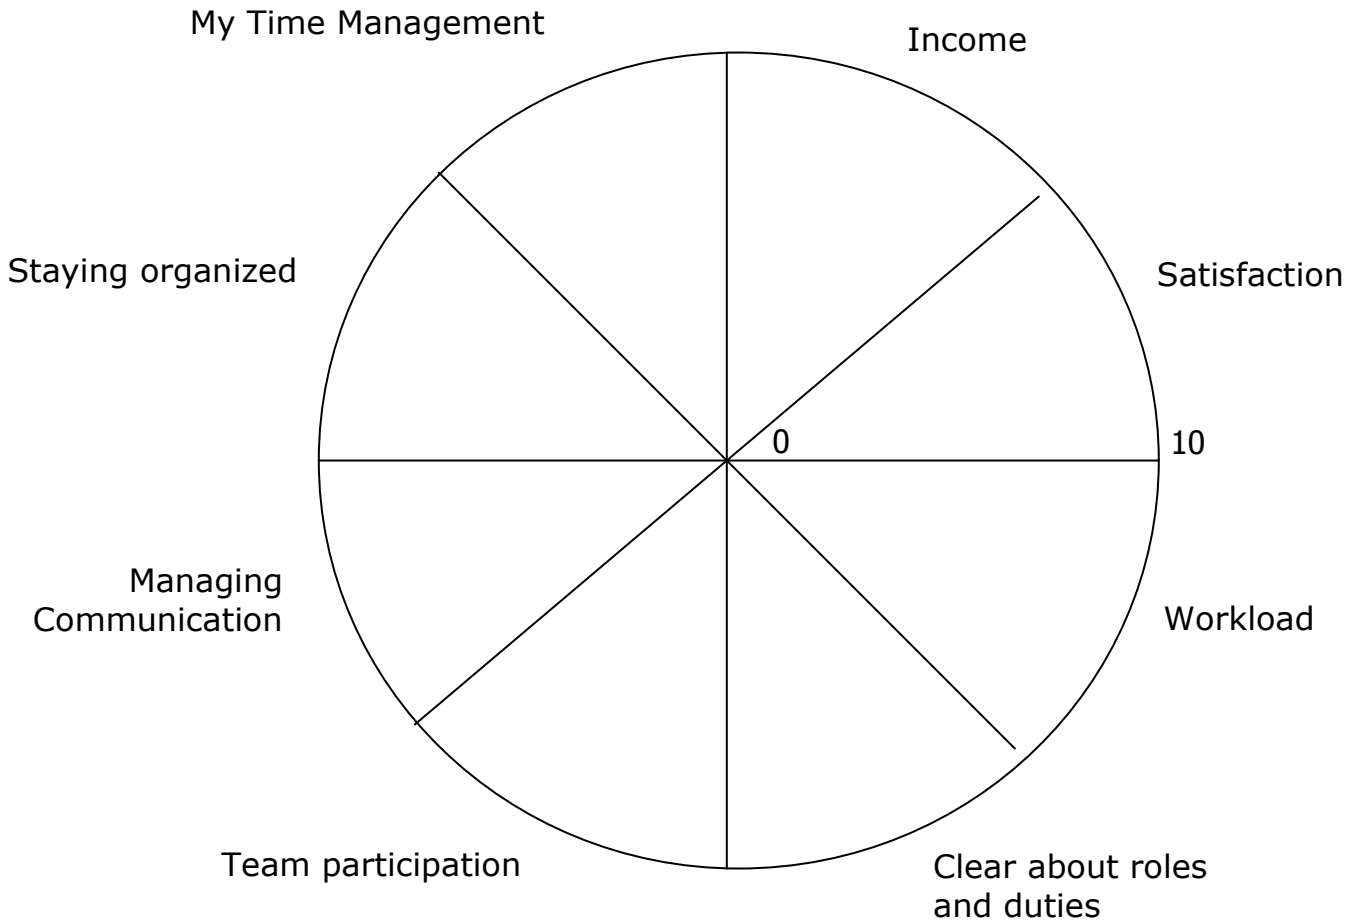 My Time Management
Income
Staying organized
Satisfaction
0
10
Managing
Communication
Workload
Team participation
Clear about roles
and duties